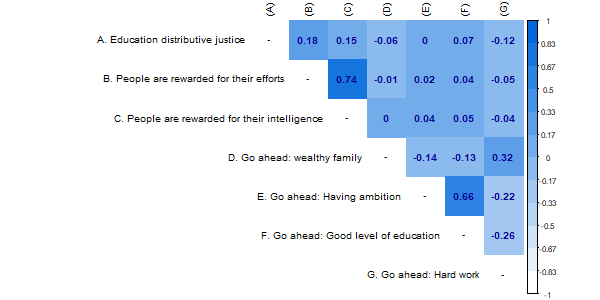 (A) (B) (C) (D) (E) (F) (G)
A. Education distributive justice - 0.18 0.15 -0.06 0 0.07 -0.12
B. People are rewarded for their efforts - 0.74 -0.01 0.02 0.04 -0.05
C. People are rewarded for their intelligence - 0 0.04 0.05 -0.04
D. Go ahead: wealthy family - -0.14 -0.13 0.32
E. Go ahead: Having ambition - 0.66 -0.22
F. Go ahead: Good level of education - -0.26
G. Go ahead: Hard work -
1
0.83
0.67
0.5
0.33
0.17
0
-0.17
-0.33
-0.5
-0.67
-0.83
-1